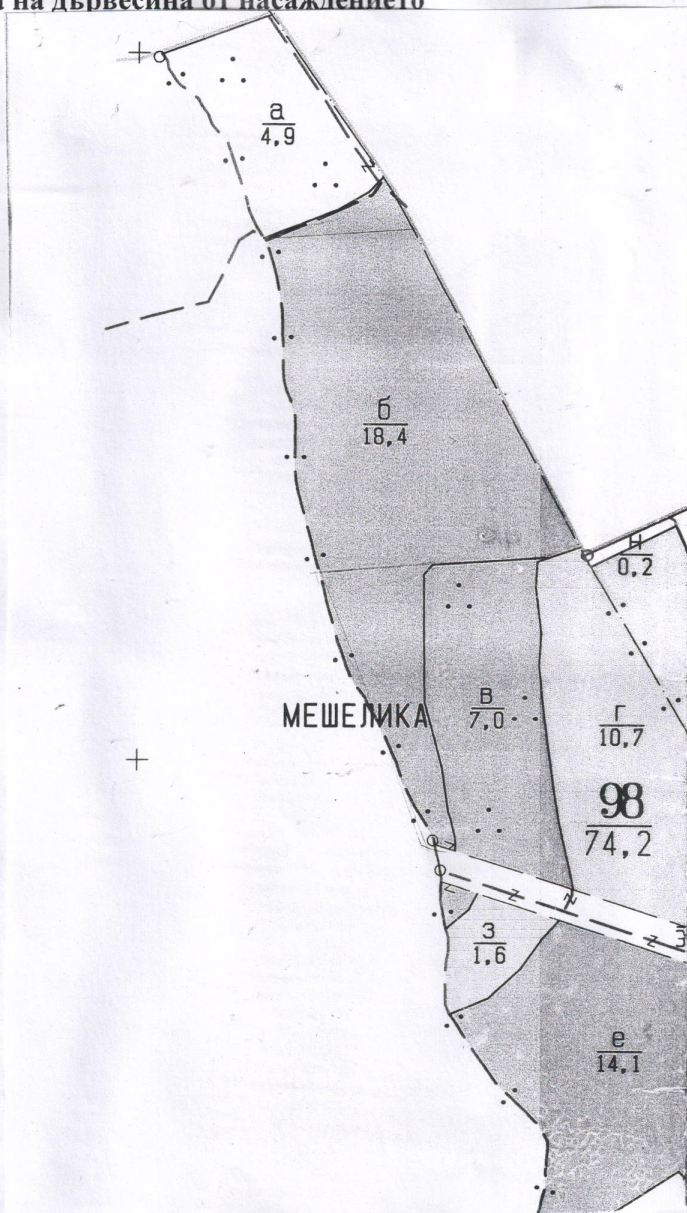 на дървесина от насаждението
а
4,9
б
18,4
н
0,2
в
7,0
г
10,7
МЕШЕЛИКА
98
74,2
з
1,6
е
14,1